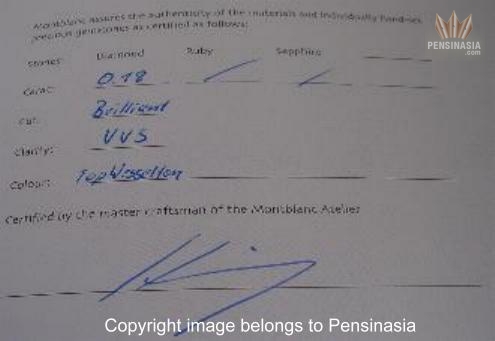 Montblanc assures the authenticity of the materials and individually hand-set
precious gemstones as certified as follows:
Stones: Diamond Ruby Sapphire
Carat: 0.18
Cut: Brilliant
Clarity: VVS
Colour: Top Wesselton
Certified by the master craftsman of the Montblanc Atelier
PENSINASIA
.com
Copyright image belongs to Pensinasia